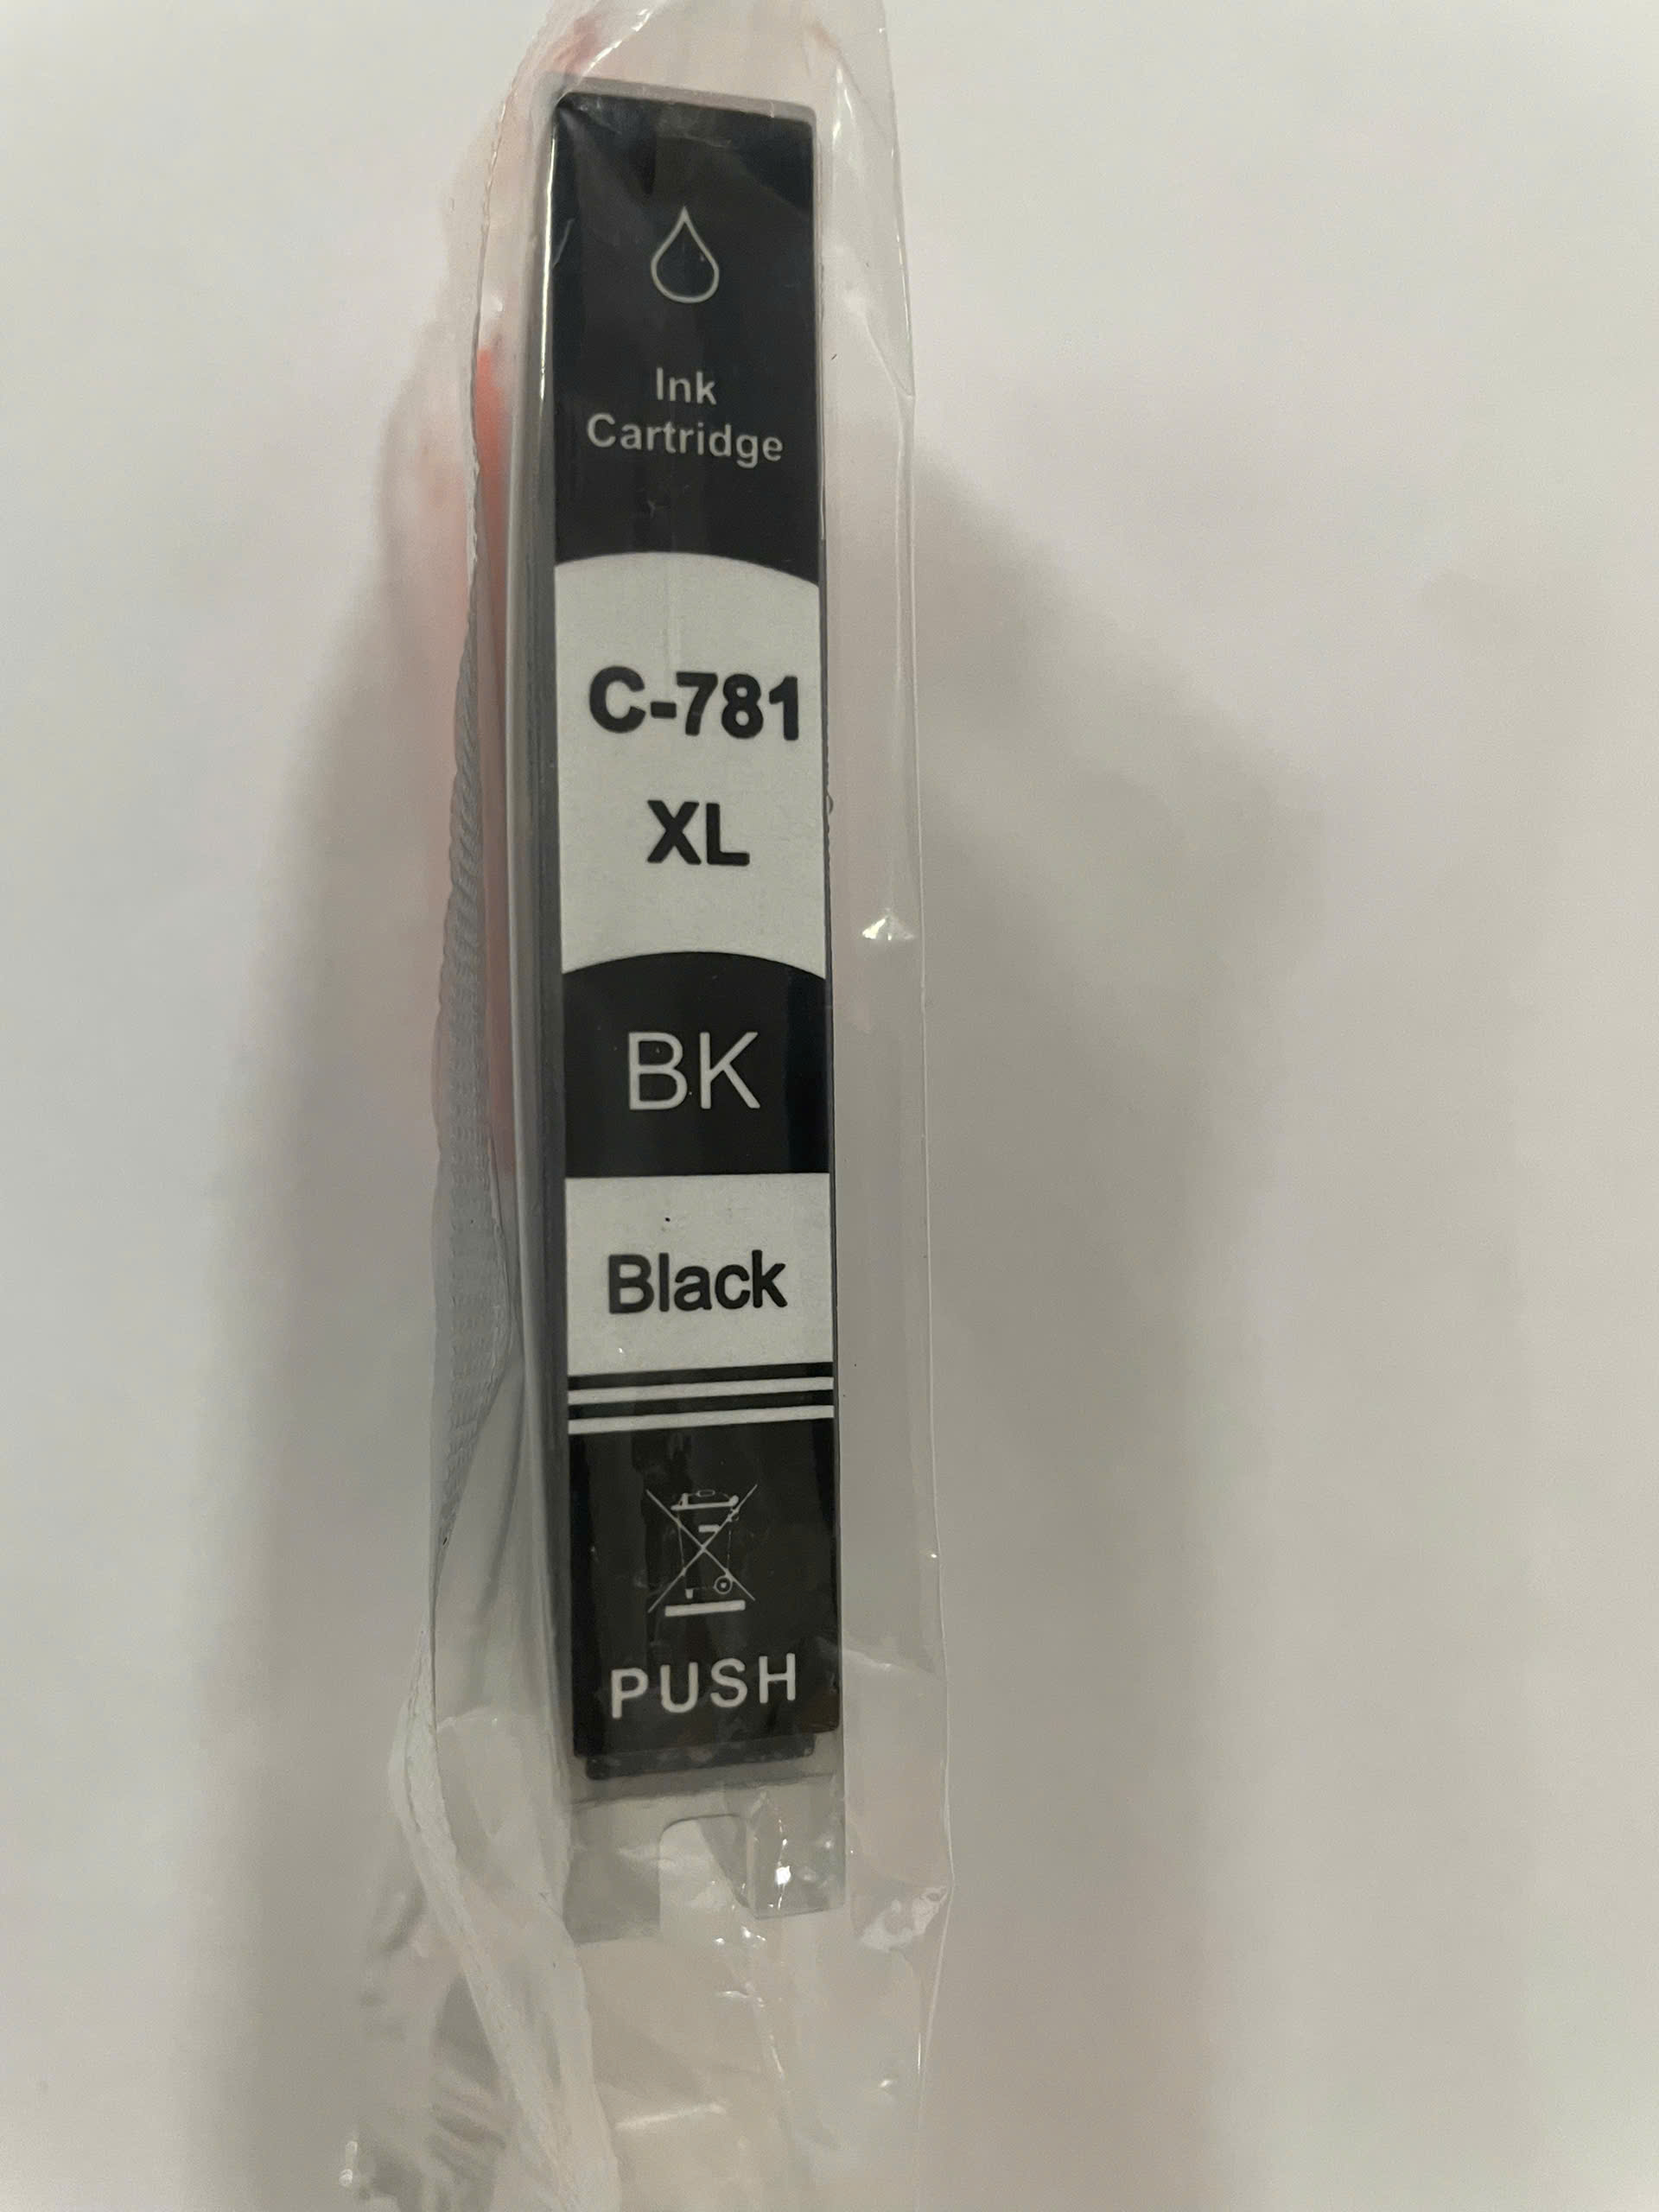 Ink
Cartridge
C-781
XL
BK
Black
PUSH